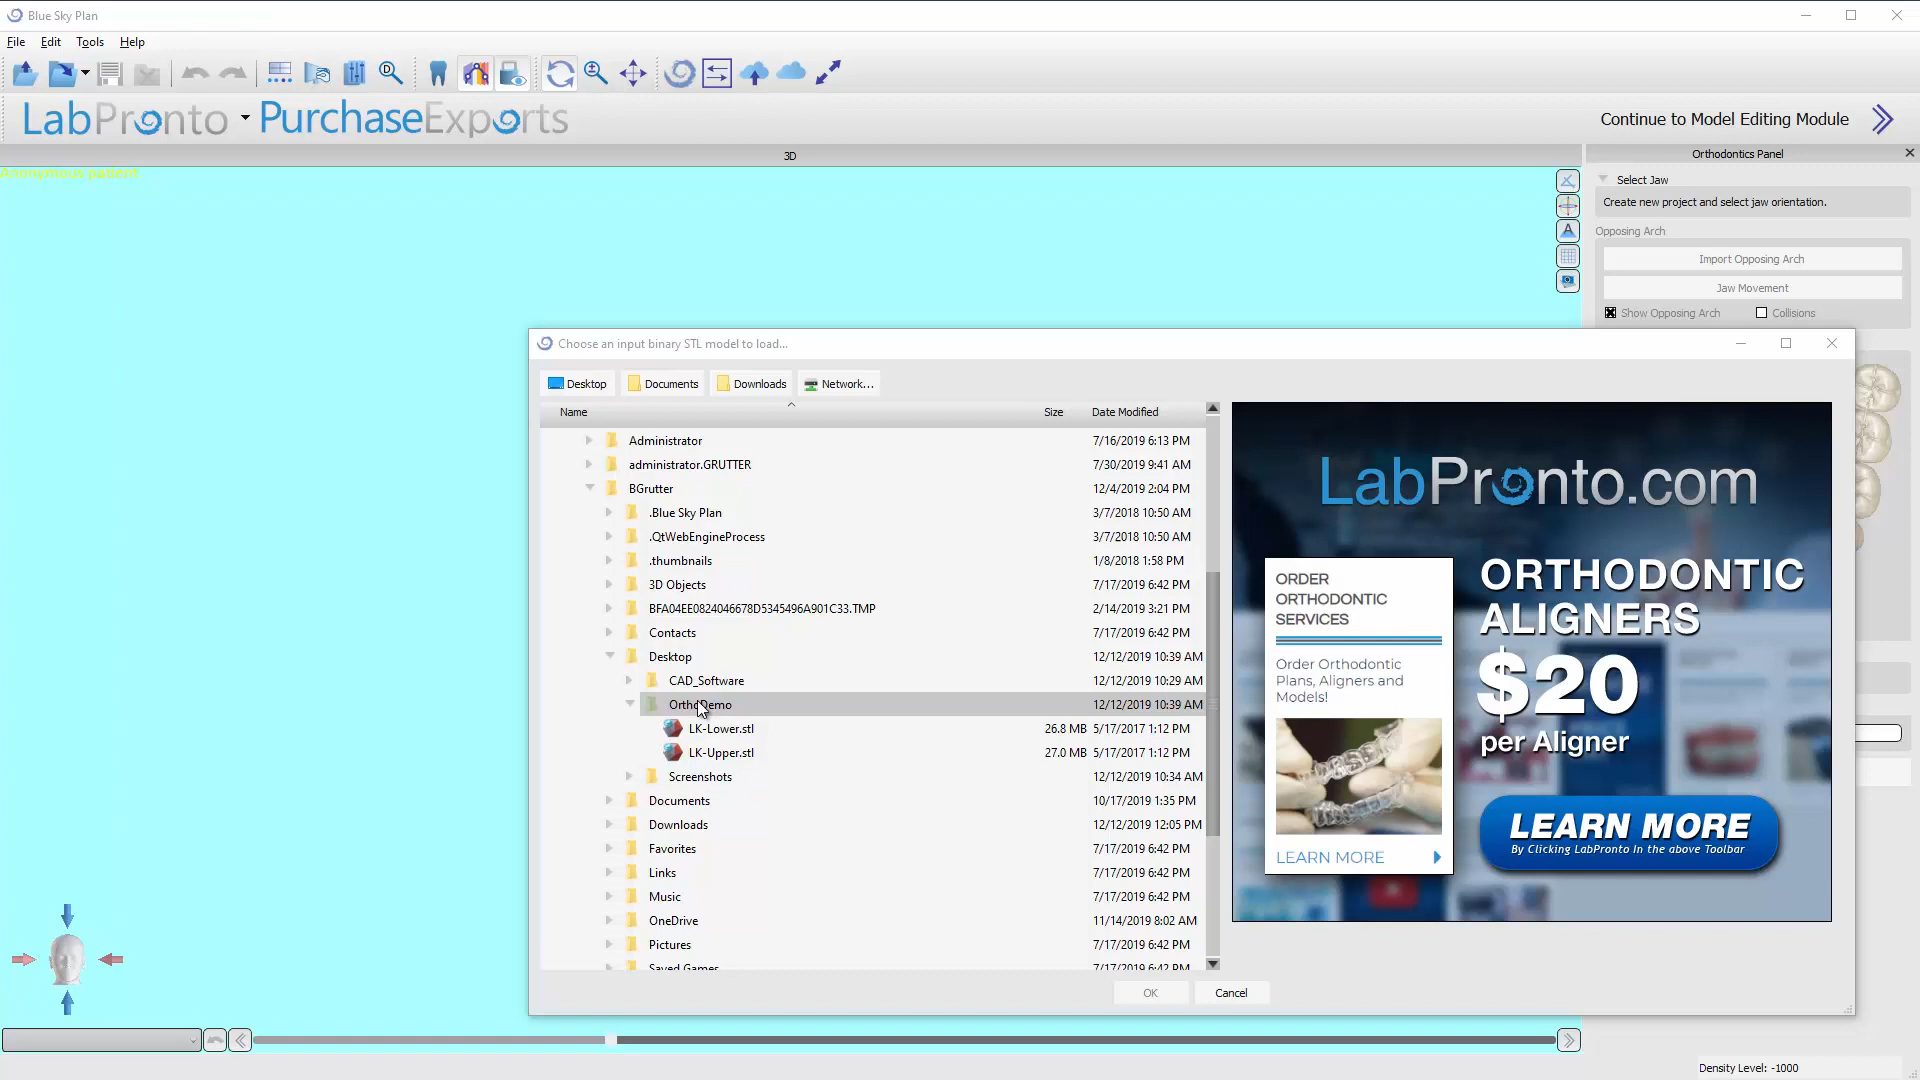 Blue Sky Plan
File Edit Tools Help
LabPronto PurchaseExports
Continue to Model Editing Module
3D
Orthodontics Panel
Anonymous patient
Select Jaw
Create new project and select jaw orientation.
Opposing Arch
Import Opposing Arch
Jaw Movement
Show Opposing Arch Collisions
Choose an input binary STL model to load...
Desktop Documents Downloads Network...
Name Size Date Modified
Administrator 7/16/2019 6:13 PM
administrator.GRUTTER 7/30/2019 9:41 AM
BGrutter 12/4/2019 2:04 PM
.Blue Sky Plan 3/7/2018 10:50 AM
.QtWebEngineProcess 3/7/2018 10:50 AM
.thumbnails 1/8/2018 1:58 PM
3D Objects 7/17/2019 6:42 PM
BFA04EE0824046678D5345496A901C33.TMP 2/14/2019 3:21 PM
Contacts 7/17/2019 6:42 PM
Desktop 12/12/2019 10:39 AM
CAD_Software 12/12/2019 10:29 AM
OrthoDemo 12/12/2019 10:39 AM
LK-Lower.stl 26.8 MB 5/17/2017 1:12 PM
LK-Upper.stl 27.0 MB 5/17/2017 1:12 PM
Screenshots 12/12/2019 10:34 AM
Documents 10/17/2019 1:35 PM
Downloads 12/12/2019 12:05 PM
Favorites 7/17/2019 6:42 PM
Links 7/17/2019 6:42 PM
Music 7/17/2019 6:42 PM
OneDrive 11/14/2019 8:02 AM
Pictures 7/17/2019 6:42 PM
Saved Games 7/17/2019 6:42 PM
LabPronto.com
ORDER
ORTHODONTIC
SERVICES
Order Orthodontic
Plans, Aligners and
Models!
LEARN MORE
ORTHODONTIC
ALIGNERS
$20
per Aligner
LEARN MORE
By Clicking LabPronto In the above Toolbar
OK Cancel
Density Level: -1000